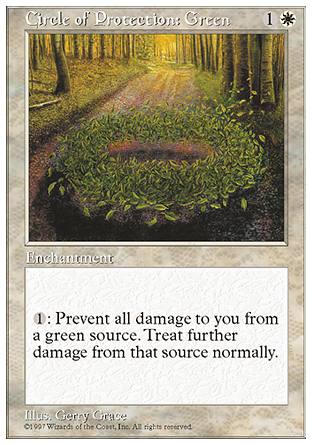 Circle of Protection: Green 1
Enchantment
1: Prevent all damage to you from
a green source. Treat further
damage from that source normally.
Illus. Gerry Grace
©1997 Wizards of the Coast, Inc. All rights reserved.